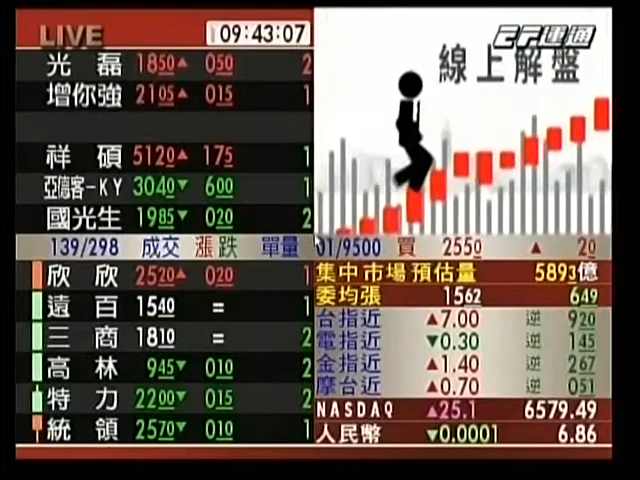 LIVE 09:43:07
光磊 1850▲ 050 2
增你強 2105▲ 015 1
祥碩 5120▲ 175 1
亞德客-KY 3040▼ 600 1
國光生 1985▼ 020 2
139/298 成交 漲跌 單量
欣欣 2520▲ 020 1
遠百 1540 = 1
三商 1810 = 2
高林 945▼ 010 2
特力 2200▼ 015 2
統領 2570▼ 010 1
EF建通
線上解盤
01/9500 買 2550 ▲ 20
集中市場預估量 5893億
委均張 1562 649
台指近 ▲7.00 逆 920
電指近 ▼0.30 逆 145
金指近 ▲1.40 逆 267
摩台近 ▲0.70 逆 051
NASDAQ ▲25.1 6579.49
人民幣 ▼0.0001 6.86